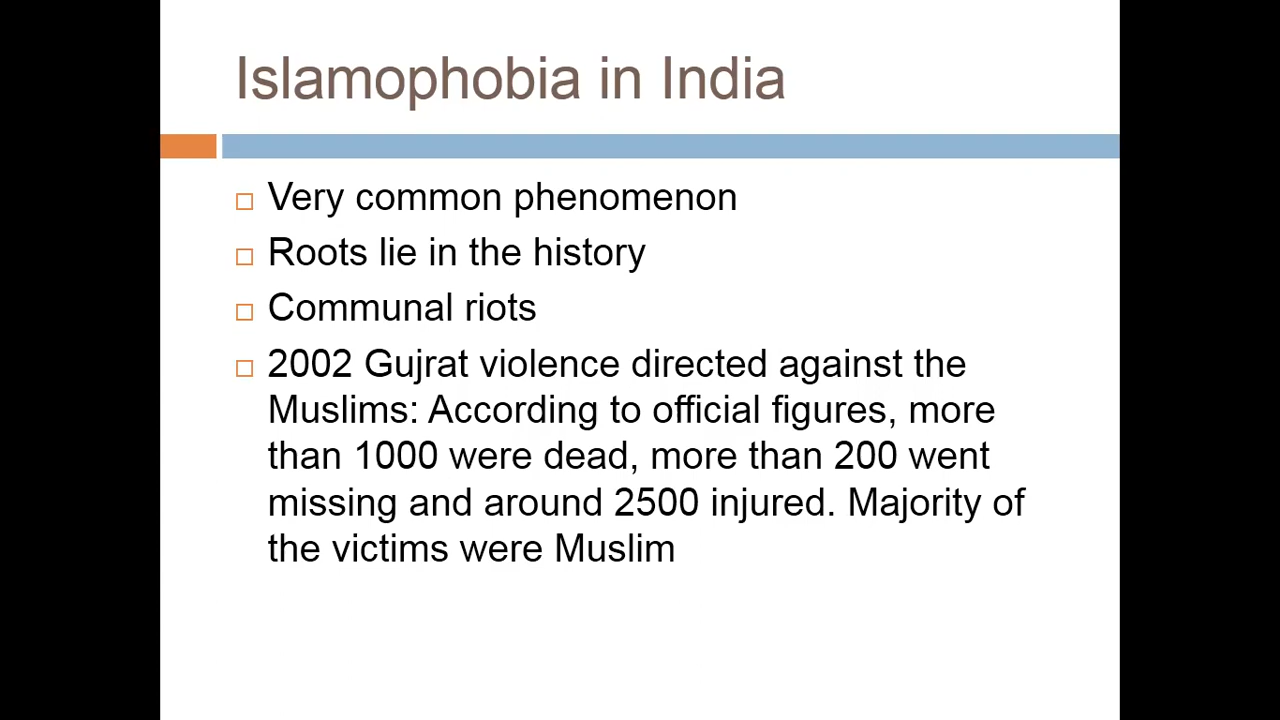 Islamophobia in India
Very common phenomenon
Roots lie in the history
Communal riots
2002 Gujrat violence directed against the
Muslims: According to official figures, more
than 1000 were dead, more than 200 went
missing and around 2500 injured. Majority of
the victims were Muslim